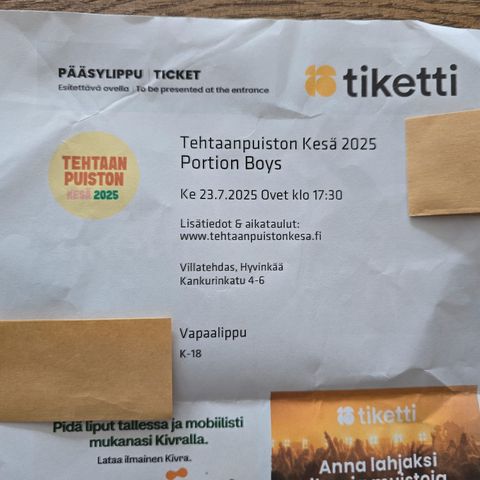 PÄÄSYLIPPU | TICKET
Esitettävä ovella | To be presented at the entrance
tiketti
TEHTAAN
PUISTON
KESÄ 2025
Tehtaanpuiston Kesä 2025
Portion Boys
Ke 23.7.2025 Ovet klo 17:30
Lisätiedot & aikataulut:
www.tehtaanpuistonkesa.fi
Villatehdas, Hyvinkää
Kankurinkatu 4-6
Vapaalippu
K-18
Pidä liput tallessa ja mobiilisti
mukanasi Kivralla.
Lataa ilmainen Kivra.
tiketti
Anna lahjaksi